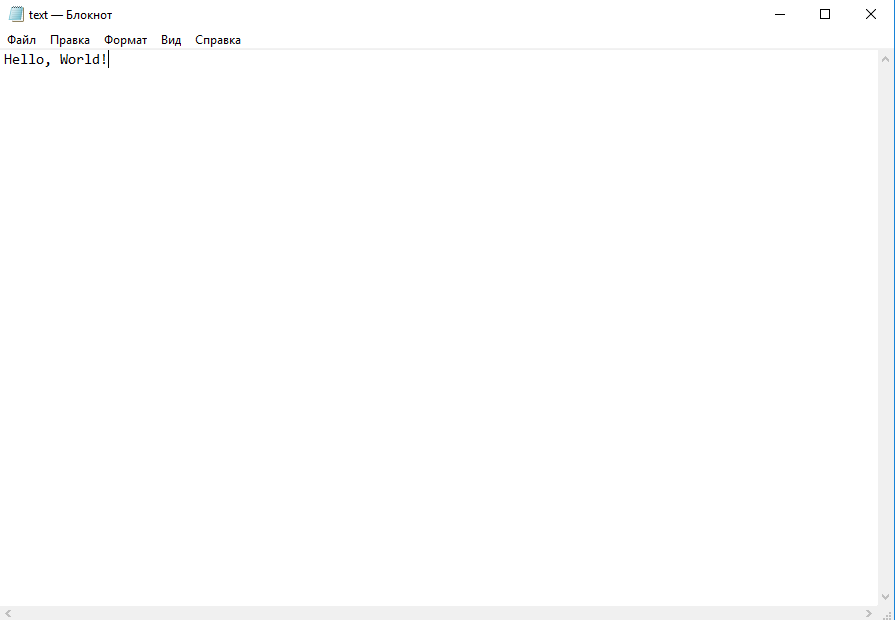 text — Блокнот
Файл Правка Формат Вид Справка
Hello, World!